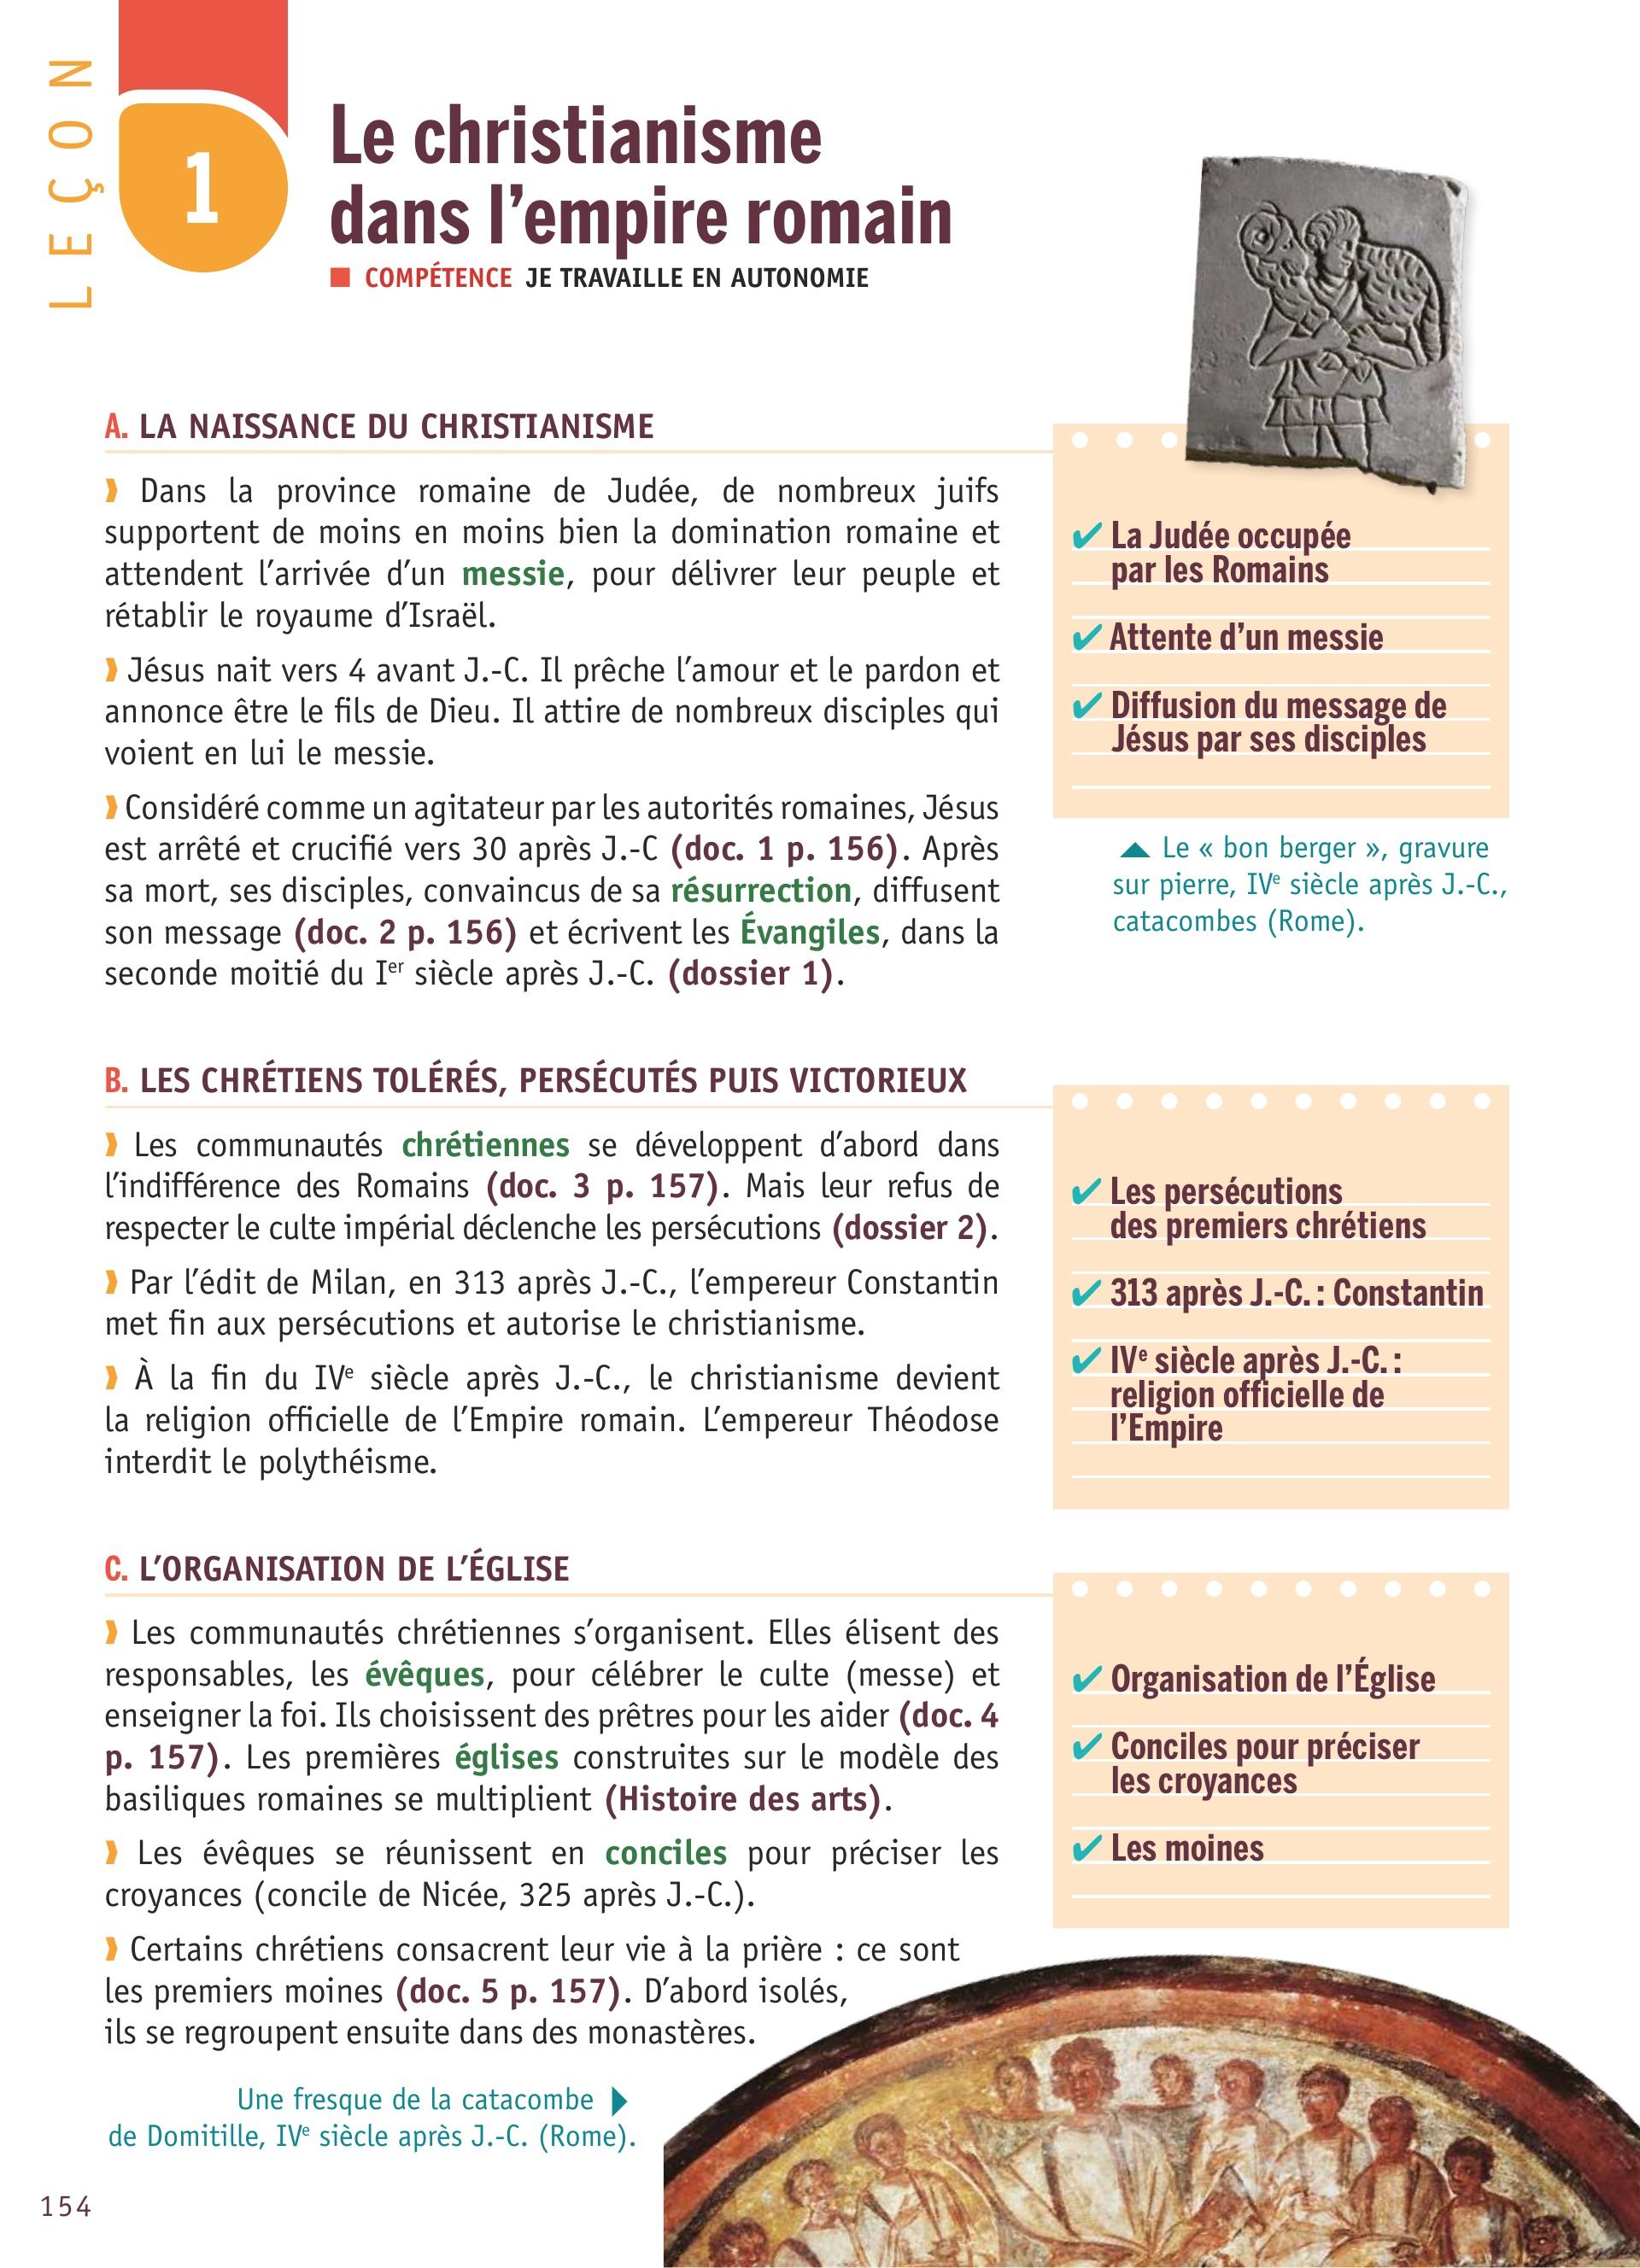 LEÇON
1
Le christianisme
dans l’empire romain
■ COMPÉTENCE JE TRAVAILLE EN AUTONOMIE
A. LA NAISSANCE DU CHRISTIANISME
❫ Dans la province romaine de Judée, de nombreux juifs
supportent de moins en moins bien la domination romaine et
attendent l’arrivée d’un messie, pour délivrer leur peuple et
rétablir le royaume d’Israël.
❫ Jésus nait vers 4 avant J.-C. Il prêche l’amour et le pardon et
annonce être le fils de Dieu. Il attire de nombreux disciples qui
voient en lui le messie.
❫ Considéré comme un agitateur par les autorités romaines, Jésus
est arrêté et crucifié vers 30 après J.-C (doc. 1 p. 156). Après
sa mort, ses disciples, convaincus de sa résurrection, diffusent
son message (doc. 2 p. 156) et écrivent les Évangiles, dans la
seconde moitié du Ier siècle après J.-C. (dossier 1).
✔ La Judée occupée
par les Romains
✔ Attente d’un messie
✔ Diffusion du message de
Jésus par ses disciples
▲ Le « bon berger », gravure
sur pierre, IVe siècle après J.-C.,
catacombes (Rome).
B. LES CHRÉTIENS TOLÉRÉS, PERSÉCUTÉS PUIS VICTORIEUX
❫ Les communautés chrétiennes se développent d’abord dans
l’indifférence des Romains (doc. 3 p. 157). Mais leur refus de
respecter le culte impérial déclenche les persécutions (dossier 2).
❫ Par l’édit de Milan, en 313 après J.-C., l’empereur Constantin
met fin aux persécutions et autorise le christianisme.
❫ À la fin du IVe siècle après J.-C., le christianisme devient
la religion officielle de l’Empire romain. L’empereur Théodose
interdit le polythéisme.
✔ Les persécutions
des premiers chrétiens
✔ 313 après J.-C. : Constantin
✔ IVe siècle après J.-C. :
religion officielle de
l’Empire
C. L’ORGANISATION DE L’ÉGLISE
❫ Les communautés chrétiennes s’organisent. Elles élisent des
responsables, les évêques, pour célébrer le culte (messe) et
enseigner la foi. Ils choisissent des prêtres pour les aider (doc. 4
p. 157). Les premières églises construites sur le modèle des
basiliques romaines se multiplient (Histoire des arts).
❫ Les évêques se réunissent en conciles pour préciser les
croyances (concile de Nicée, 325 après J.-C.).
❫ Certains chrétiens consacrent leur vie à la prière : ce sont
les premiers moines (doc. 5 p. 157). D’abord isolés,
ils se regroupent ensuite dans des monastères.
✔ Organisation de l’Église
✔ Conciles pour préciser
les croyances
✔ Les moines
Une fresque de la catacombe ▶
de Domitille, IVe siècle après J.-C. (Rome).
154